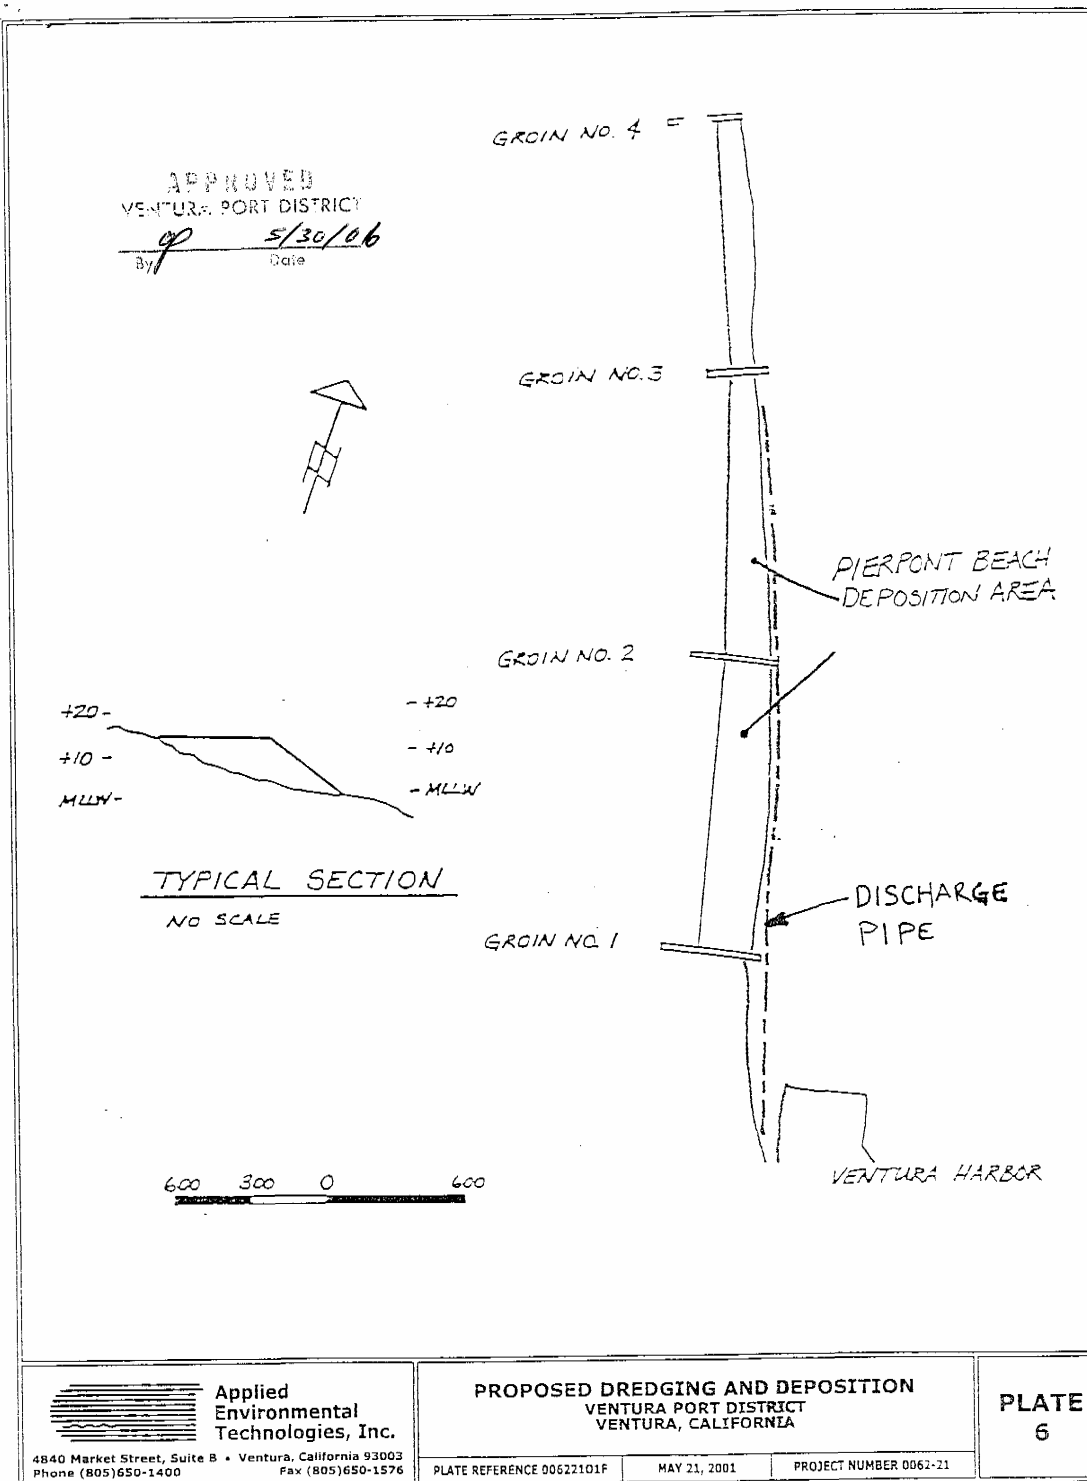 GROIN NO. 4
APPROVED
VENTURA PORT DISTRICT
5/30/06
By Date
GROIN NO. 3
PIERPONT BEACH
DEPOSITION AREA
GROIN NO. 2
+20- -+20
+10- -+10
MLLW- -MLLW
TYPICAL SECTION
NO SCALE
DISCHARGE
PIPE
GROIN NO. 1
VENTURA HARBOR
600 300 0 600
Applied
Environmental
Technologies, Inc.
4840 Market Street, Suite B • Ventura, California 93003
Phone (805)650-1400 Fax (805)650-1576
PROPOSED DREDGING AND DEPOSITION
VENTURA PORT DISTRICT
VENTURA, CALIFORNIA
PLATE REFERENCE 00622101F MAY 21, 2001 PROJECT NUMBER 0062-21
PLATE
6